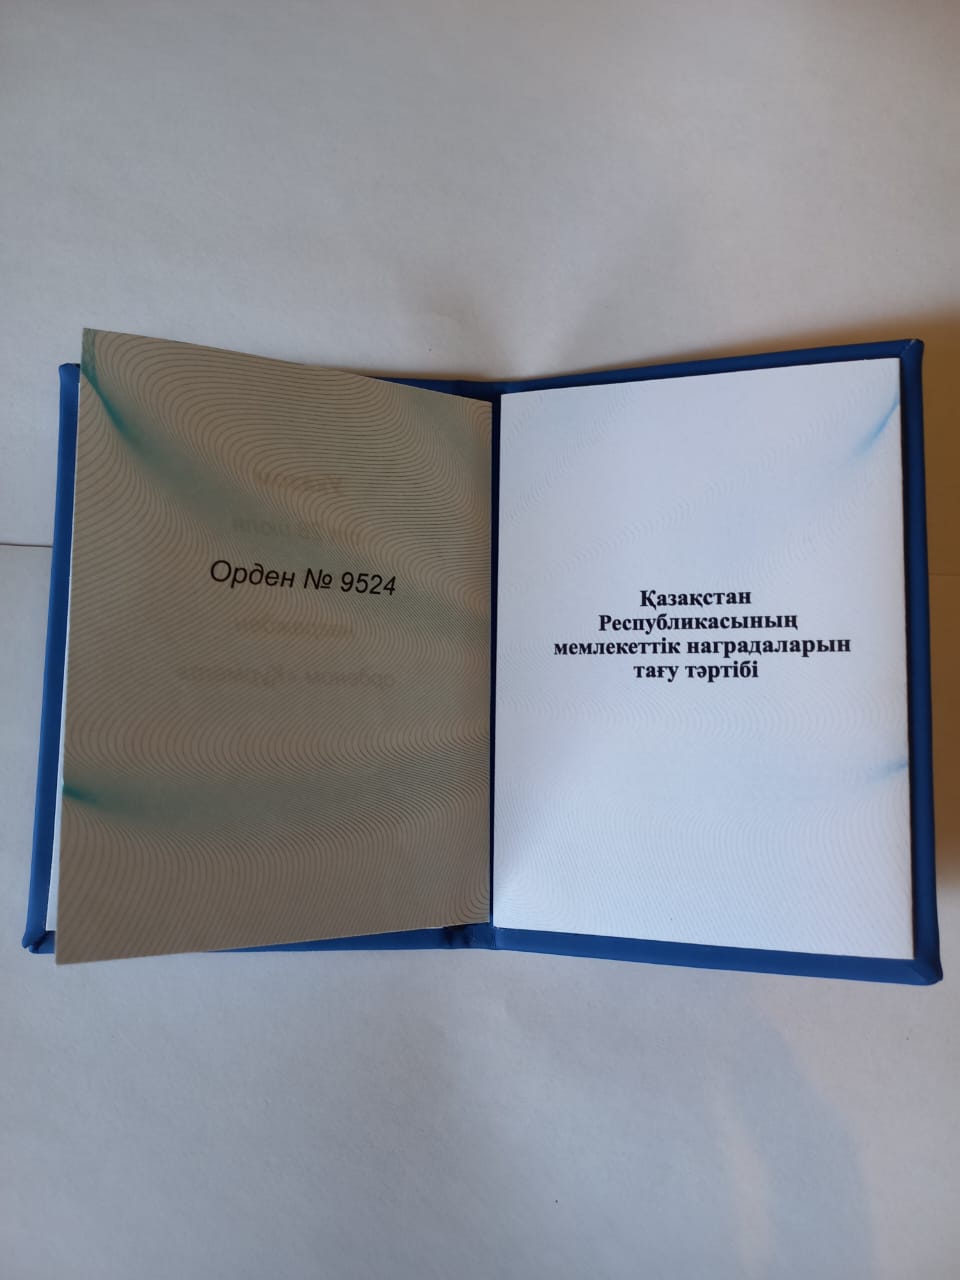 Орден № 9524
Қазақстан
Республикасының
мемлекеттік наградаларын
тағу тәртібі